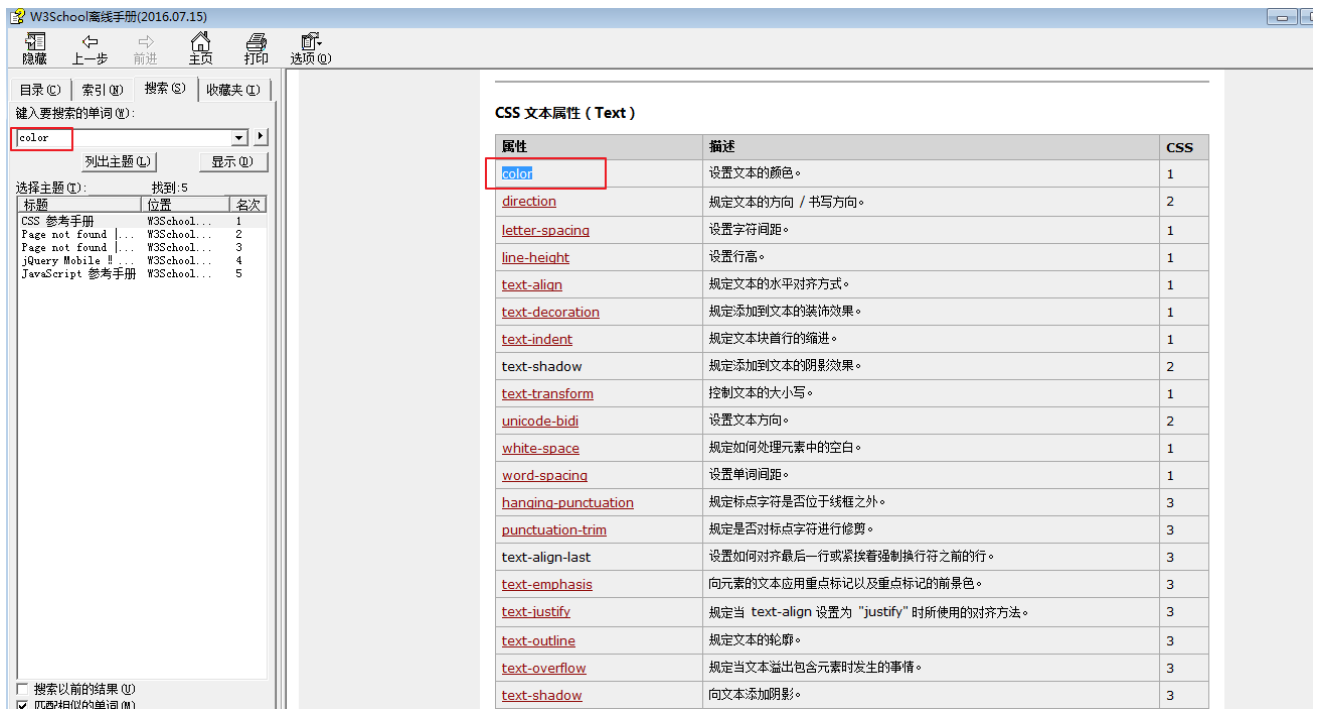 W3School离线手册(2016.07.15)
隐藏 上一步 前进 主页 打印 选项(O)
目录(C) 索引(N) 搜索(S) 收藏夹(I)
键入要搜索的单词(W):
color
列出主题(L) 显示(D)
选择主题(T): 找到:5
标题 位置 名次
CSS 参考手册 W3School... 1
Page not found |... W3School... 2
Page not found |... W3School... 3
jQuery Mobile ‼ ... W3School... 4
JavaScript 参考手册 W3School... 5
搜索以前的结果(U)
匹配相似的单词(M)
CSS 文本属性（Text）
属性 描述 CSS
color 设置文本的颜色。 1
direction 规定文本的方向 / 书写方向。 2
letter-spacing 设置字符间距。 1
line-height 设置行高。 1
text-align 规定文本的水平对齐方式。 1
text-decoration 规定添加到文本的装饰效果。 1
text-indent 规定文本块首行的缩进。 1
text-shadow 规定添加到文本的阴影效果。 2
text-transform 控制文本的大小写。 1
unicode-bidi 设置文本方向。 2
white-space 规定如何处理元素中的空白。 1
word-spacing 设置单词间距。 1
hanging-punctuation 规定标点字符是否位于线框之外。 3
punctuation-trim 规定是否对标点字符进行修剪。 3
text-align-last 设置如何对齐最后一行或紧挨着强制换行符之前的行。 3
text-emphasis 向元素的文本应用重点标记以及重点标记的前景色。 3
text-justify 规定当 text-align 设置为 "justify" 时所使用的对齐方法。 3
text-outline 规定文本的轮廓。 3
text-overflow 规定当文本溢出包含元素时发生的事情。 3
text-shadow 向文本添加阴影。 3